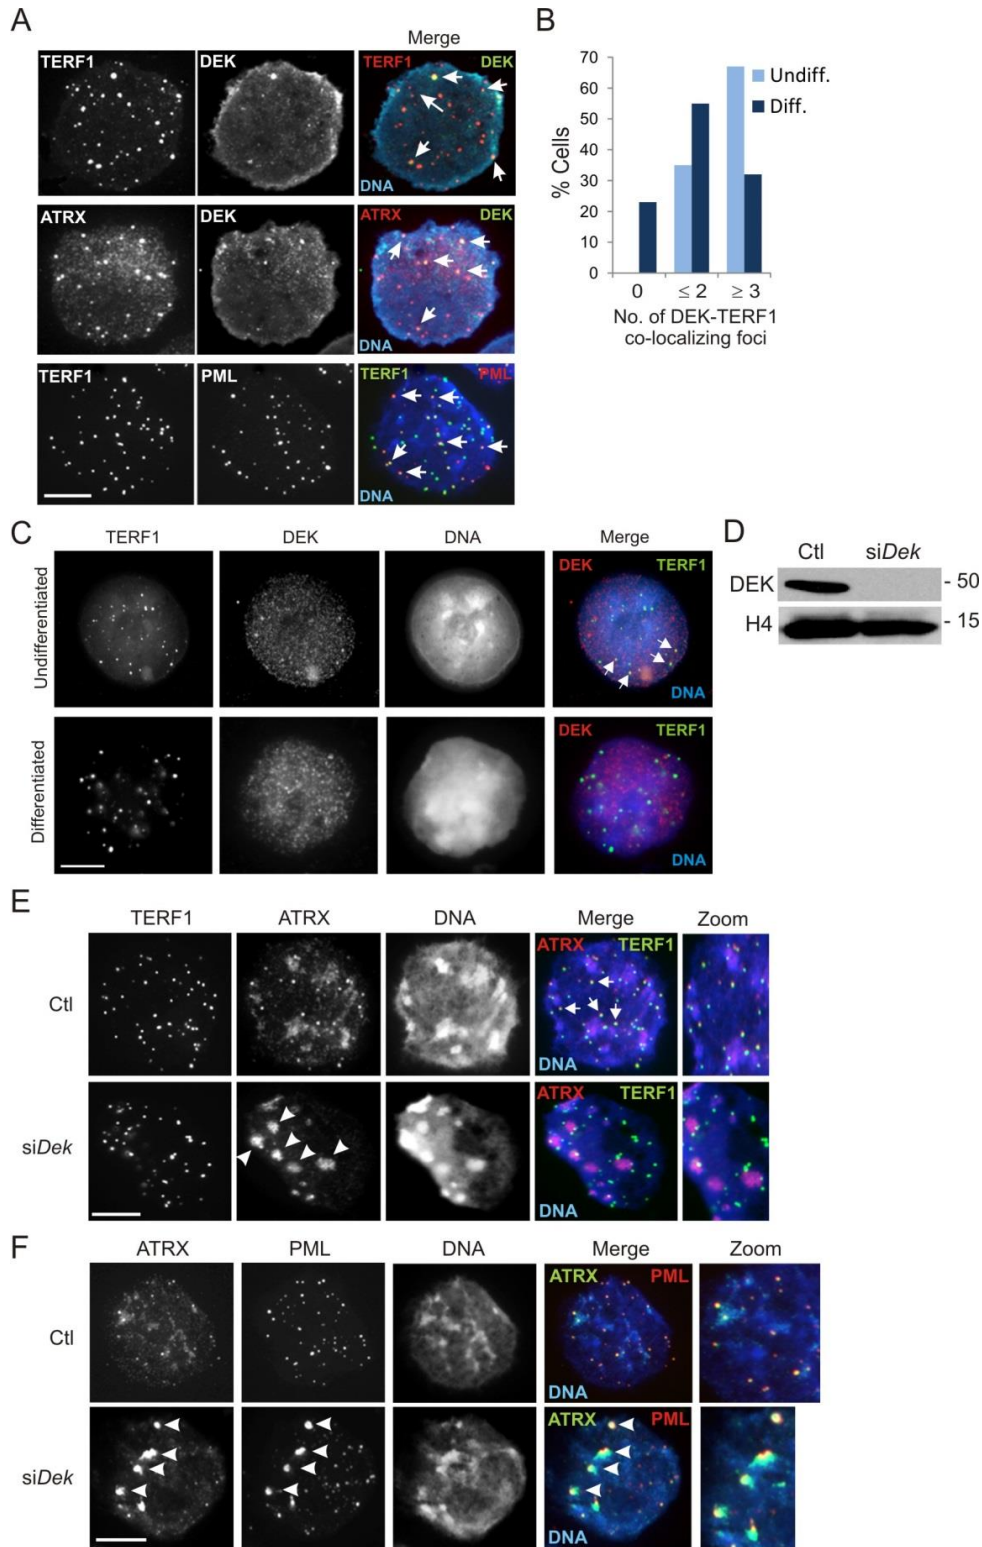 A
Merge
TERF1 DEK TERF1 DEK
DNA
ATRX DEK ATRX DEK
DNA
TERF1 PML TERF1 PML
DNA
B
70
60
50
40
30
20
10
0
% Cells
Undiff.
Diff.
0 ≤ 2 ≥ 3
No. of DEK-TERF1
co-localizing foci
C
TERF1 DEK DNA Merge
Undifferentiated
DEK TERF1
DNA
Differentiated
DEK TERF1
DNA
D
Ctl siDek
DEK - 50
H4 - 15
E
TERF1 ATRX DNA Merge Zoom
Ctl
ATRX TERF1
DNA
siDek
ATRX TERF1
DNA
F
ATRX PML DNA Merge Zoom
Ctl
ATRX PML
DNA
siDek
ATRX PML
DNA